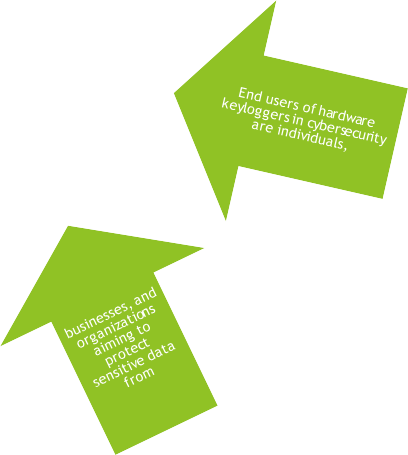 End users of hardware
keyloggers in cybersecurity
are individuals,
businesses, and
organizations
aiming to
protect
sensitive data
from